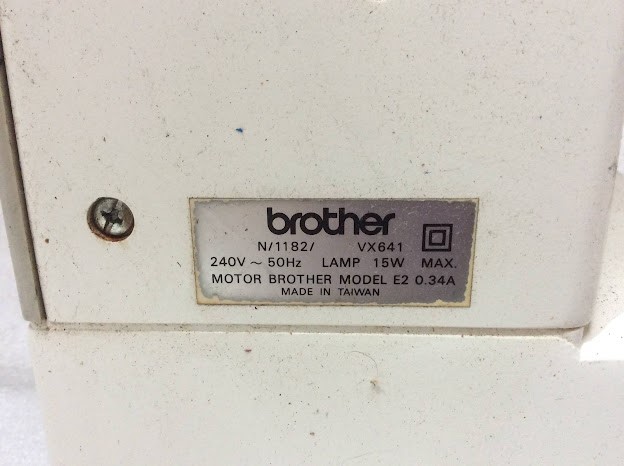 brother
N/1182/ VX641
240V ~ 50Hz LAMP 15W MAX.
MOTOR BROTHER MODEL E2 0.34A
MADE IN TAIWAN